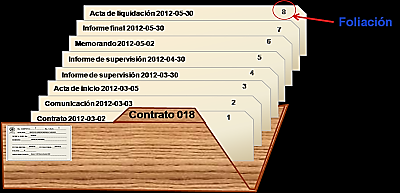 Acta de liquidación 2012-05-30 8
Foliación
Informe final 2012-05-30 7
Memorando 2012-05-02 6
Informe de supervisión 2012-04-30 5
Informe de supervisión 2012-03-30 4
Acta de inicio 2012-03-05 3
Comunicación 2012-03-03 2
Contrato 2012-03-02 1
Contrato 018